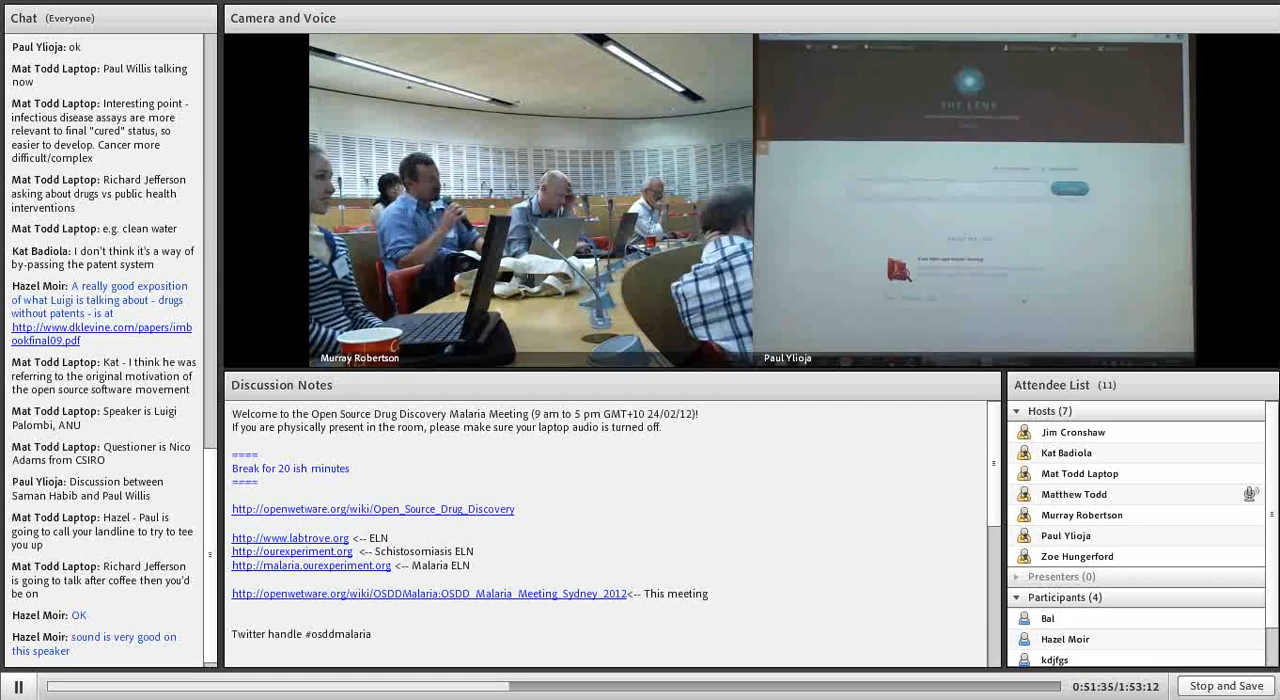 Chat (Everyone)
Paul Ylioja: ok
Mat Todd Laptop: Paul Willis talking
now
Mat Todd Laptop: Interesting point -
infectious disease assays are more
relevant to final "cured" status, so
easier to develop. Cancer more
difficult/complex
Mat Todd Laptop: Richard Jefferson
asking about drugs vs public health
interventions
Mat Todd Laptop: e.g. clean water
Kat Badiola: I don't think it's a way of
by-passing the patent system
Hazel Moir: A really good exposition
of what Luigi is talking about - drugs
without patents - is at
http://www.dklevine.com/papers/imb
ookfinal09.pdf
Mat Todd Laptop: Kat - I think he was
referring to the original motivation of
the open source software movement
Mat Todd Laptop: Speaker is Luigi
Palombi, ANU
Mat Todd Laptop: Questioner is Nico
Adams from CSIRO
Paul Ylioja: Discussion between
Saman Habib and Paul Willis
Mat Todd Laptop: Hazel - Paul is
going to call your landline to try to tee
you up
Mat Todd Laptop: Richard Jefferson
is going to talk after coffee then you'd
be on
Hazel Moir: OK
Hazel Moir: sound is very good on
this speaker
Camera and Voice
THE LENS
Murray Robertson
Paul Ylioja
Discussion Notes
Welcome to the Open Source Drug Discovery Malaria Meeting (9 am to 5 pm GMT+10 24/02/12)!
If you are physically present in the room, please make sure your laptop audio is turned off.
====
Break for 20 ish minutes
====
http://openwetware.org/wiki/Open_Source_Drug_Discovery
http://www.labtrove.org <-- ELN
http://ourexperiment.org <-- Schistosomiasis ELN
http://malaria.ourexperiment.org <-- Malaria ELN
http://openwetware.org/wiki/OSDDMalaria:OSDD_Malaria_Meeting_Sydney_2012<-- This meeting
Twitter handle #osddmalaria
Attendee List (11)
Hosts (7)
Jim Cronshaw
Kat Badiola
Mat Todd Laptop
Matthew Todd
Murray Robertson
Paul Ylioja
Zoe Hungerford
Presenters (0)
Participants (4)
Bal
Hazel Moir
kdjfgs
0:51:35/1:53:12
Stop and Save